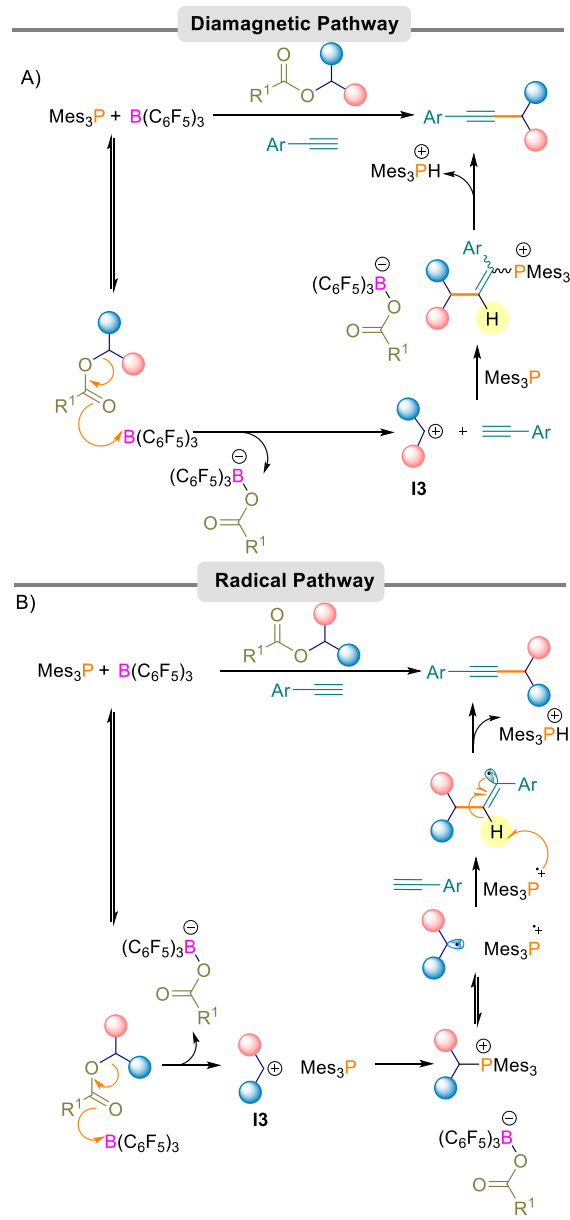 Diamagnetic Pathway
A)
O
R1 O
Mes3P + B(C6F5)3
Ar
Ar
⊕
Mes3PH
Ar ⊕
PMes3
H
⊖
(C6F5)3B
O
O
R1
Mes3P
O
R1 O
B(C6F5)3
⊖
(C6F5)3B
O
O
R1
⊕ + Ar
I3
Radical Pathway
B)
O
R1 O
Mes3P + B(C6F5)3
Ar
Ar
⊕
Mes3PH
Ar
H
Ar
•+
Mes3P
•+
Mes3P
⊖
(C6F5)3B
O
O
R1
O
R1 O
B(C6F5)3
⊕ Mes3P
I3
⊕
PMes3
⊖
(C6F5)3B
O
O
R1